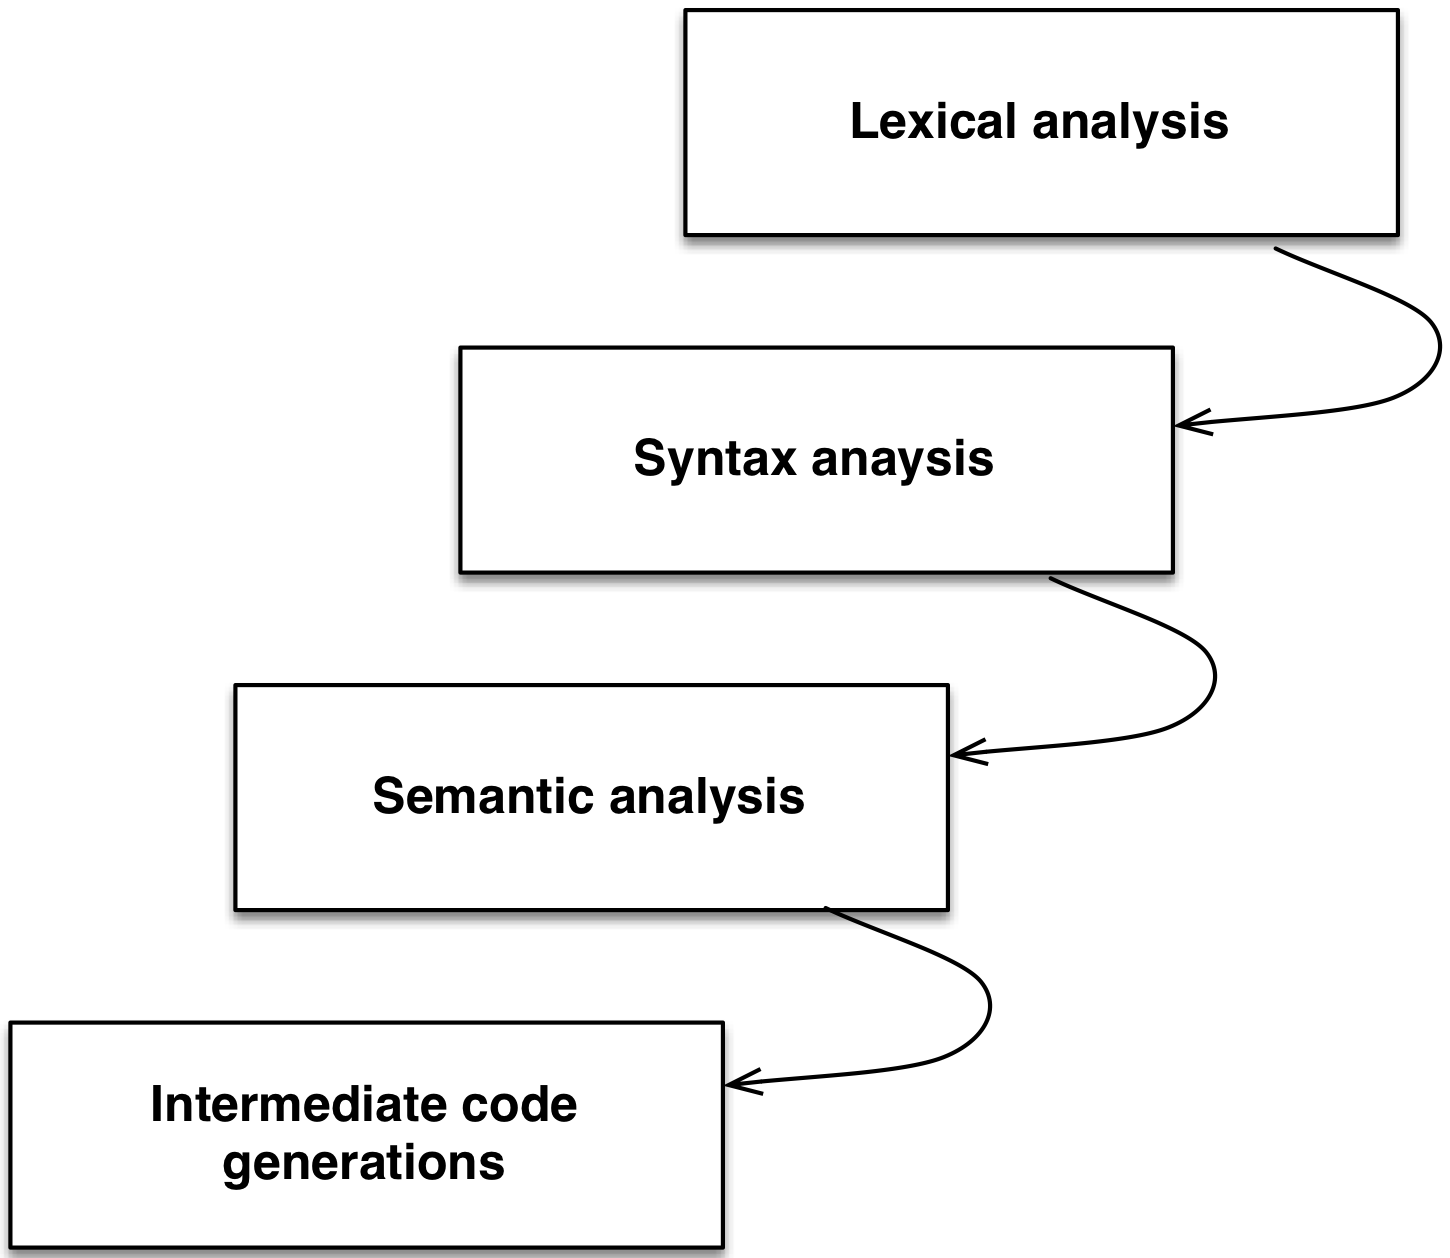 Lexical analysis
Syntax anaysis
Semantic analysis
Intermediate code
generations